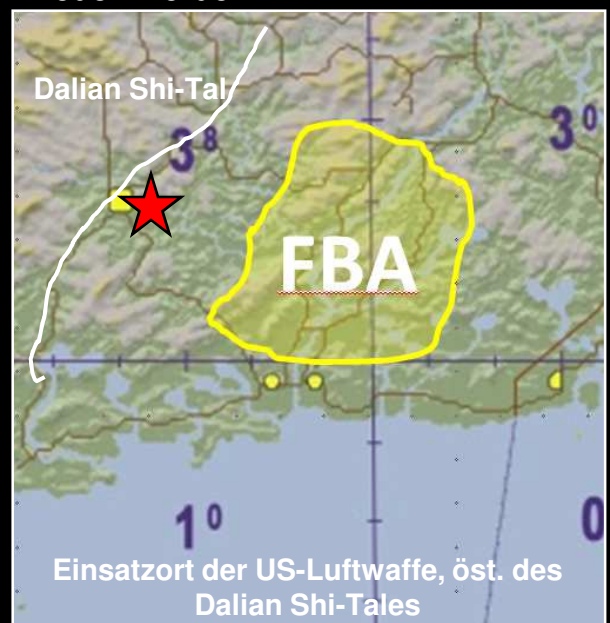 Dalian Shi-Tal
3⁸
3⁰
FBA
1⁰
0
Einsatzort der US-Luftwaffe, öst. des
Dalian Shi-Tales